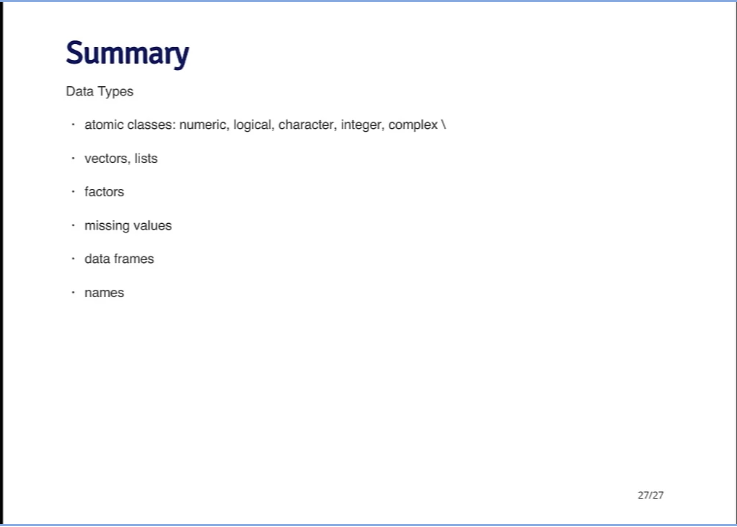 Summary
Data Types
· atomic classes: numeric, logical, character, integer, complex \
· vectors, lists
· factors
· missing values
· data frames
· names
27/27